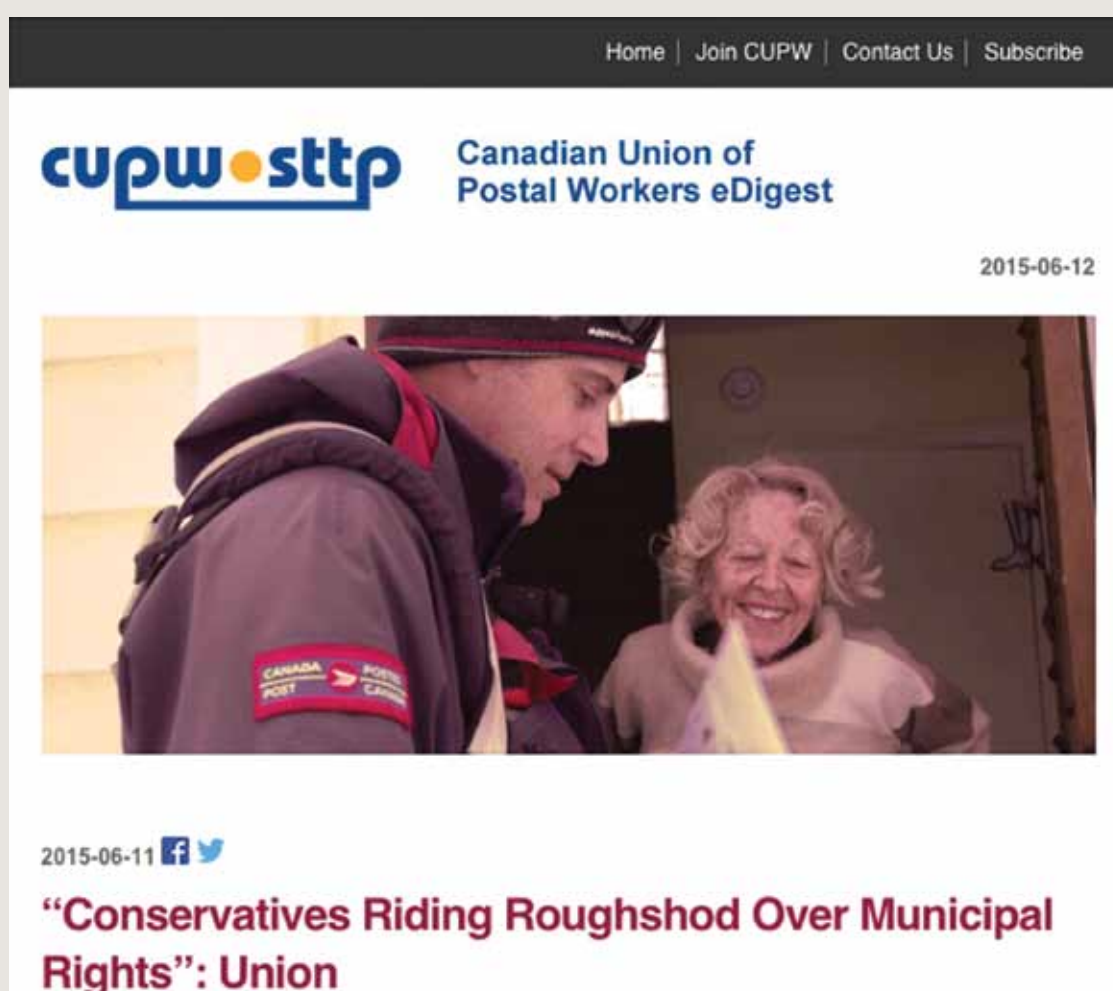 Home | Join CUPW | Contact Us | Subscribe
cupw•sttp
Canadian Union of
Postal Workers eDigest
2015-06-12
CANADA POSTES
POST CANADA
2015-06-11
“Conservatives Riding Roughshod Over Municipal
Rights”: Union